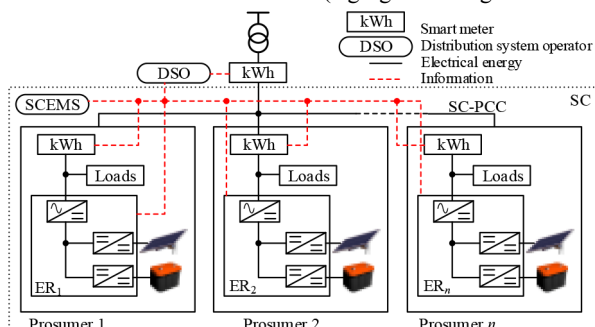 kWh
Smart meter
DSO
Distribution system operator
Electrical energy
Information
DSO
kWh
SCEMS
SC-PCC
SC
kWh
kWh
kWh
Loads
Loads
Loads
ER1
ER2
ERn
Prosumer 1
Prosumer 2
Prosumer n